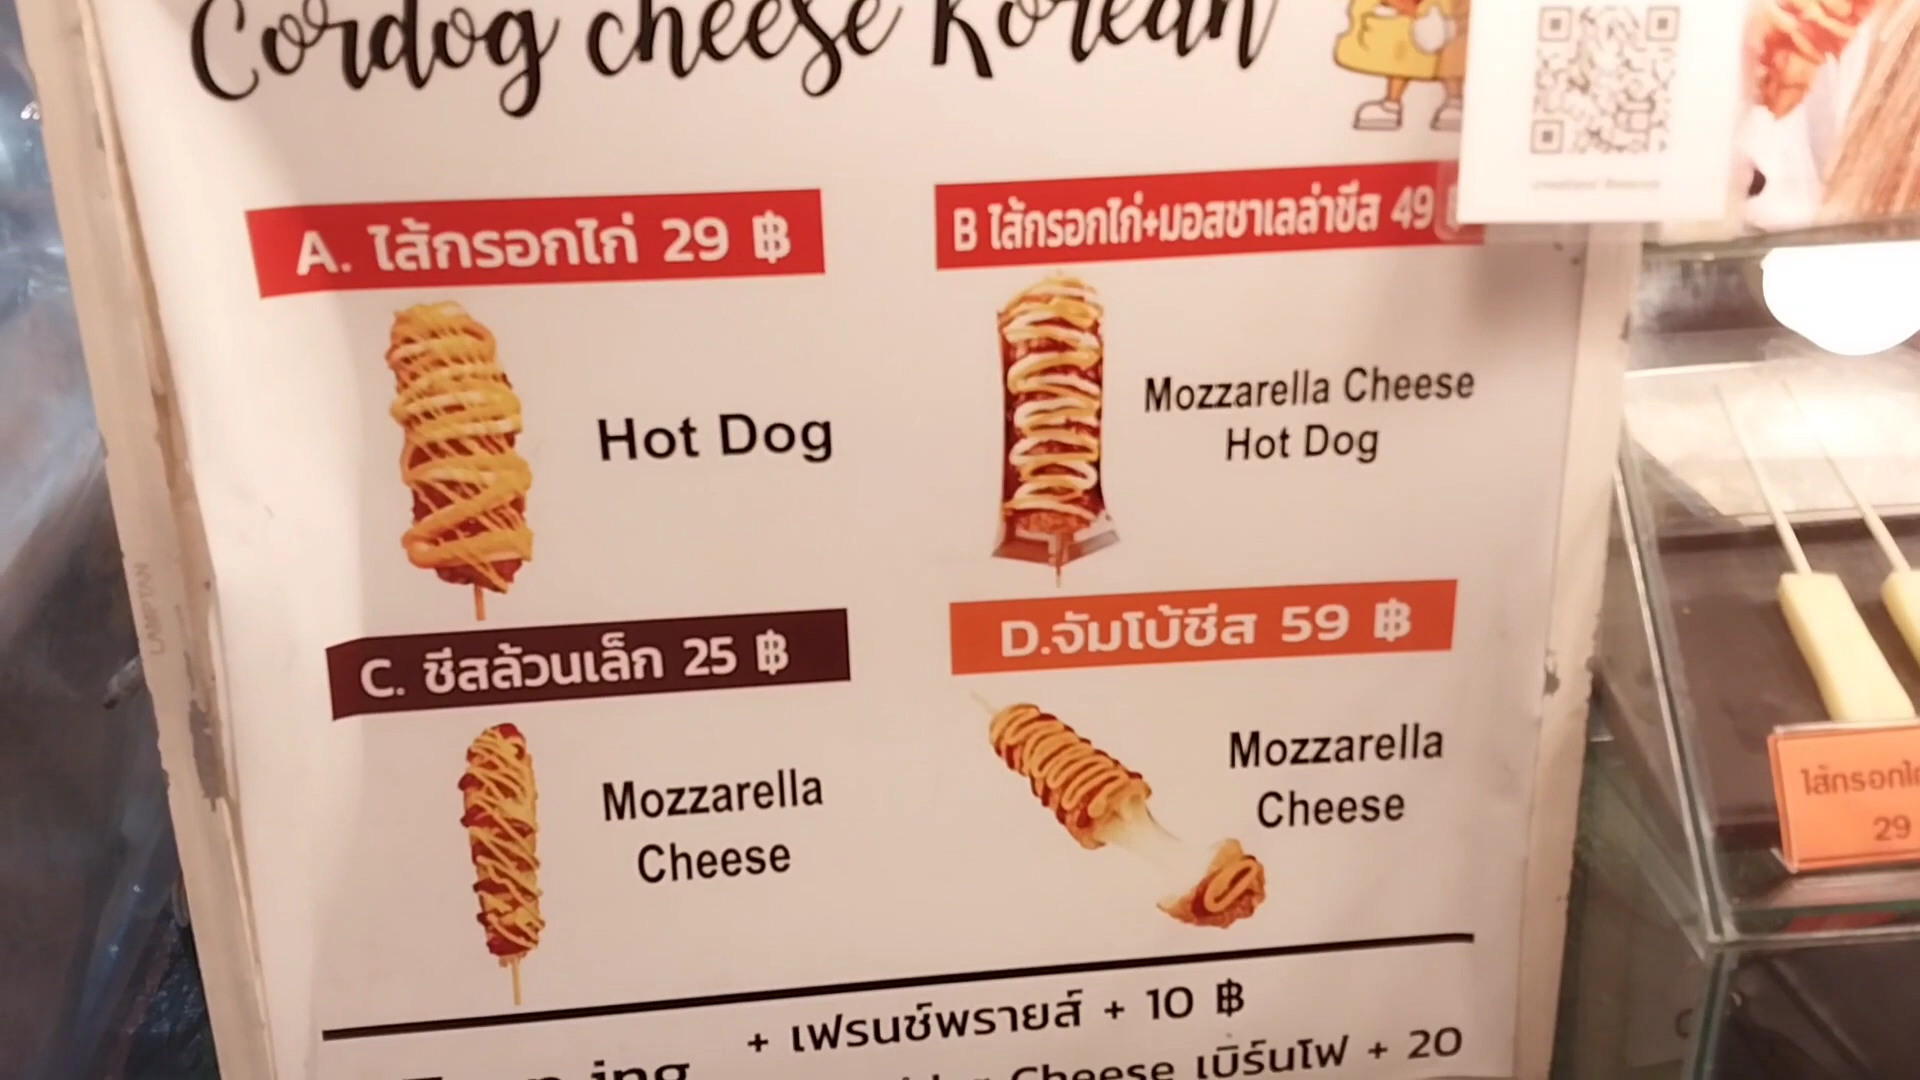 Cordog cheese Korean
A. ไส้กรอกไก่ 29 ฿
B ไส้กรอกไก่+มอสซาเลล่าชีส 49
Hot Dog
Mozzarella Cheese
Hot Dog
C. ชีสล้วนเล็ก 25 ฿
D.จัมโบ้ชีส 59 ฿
Mozzarella
Cheese
Mozzarella
Cheese
+ เฟรนช์ฟรายส์ + 10 ฿
Cheese เบิร์นไฟ + 20
ไส้กรอก
29